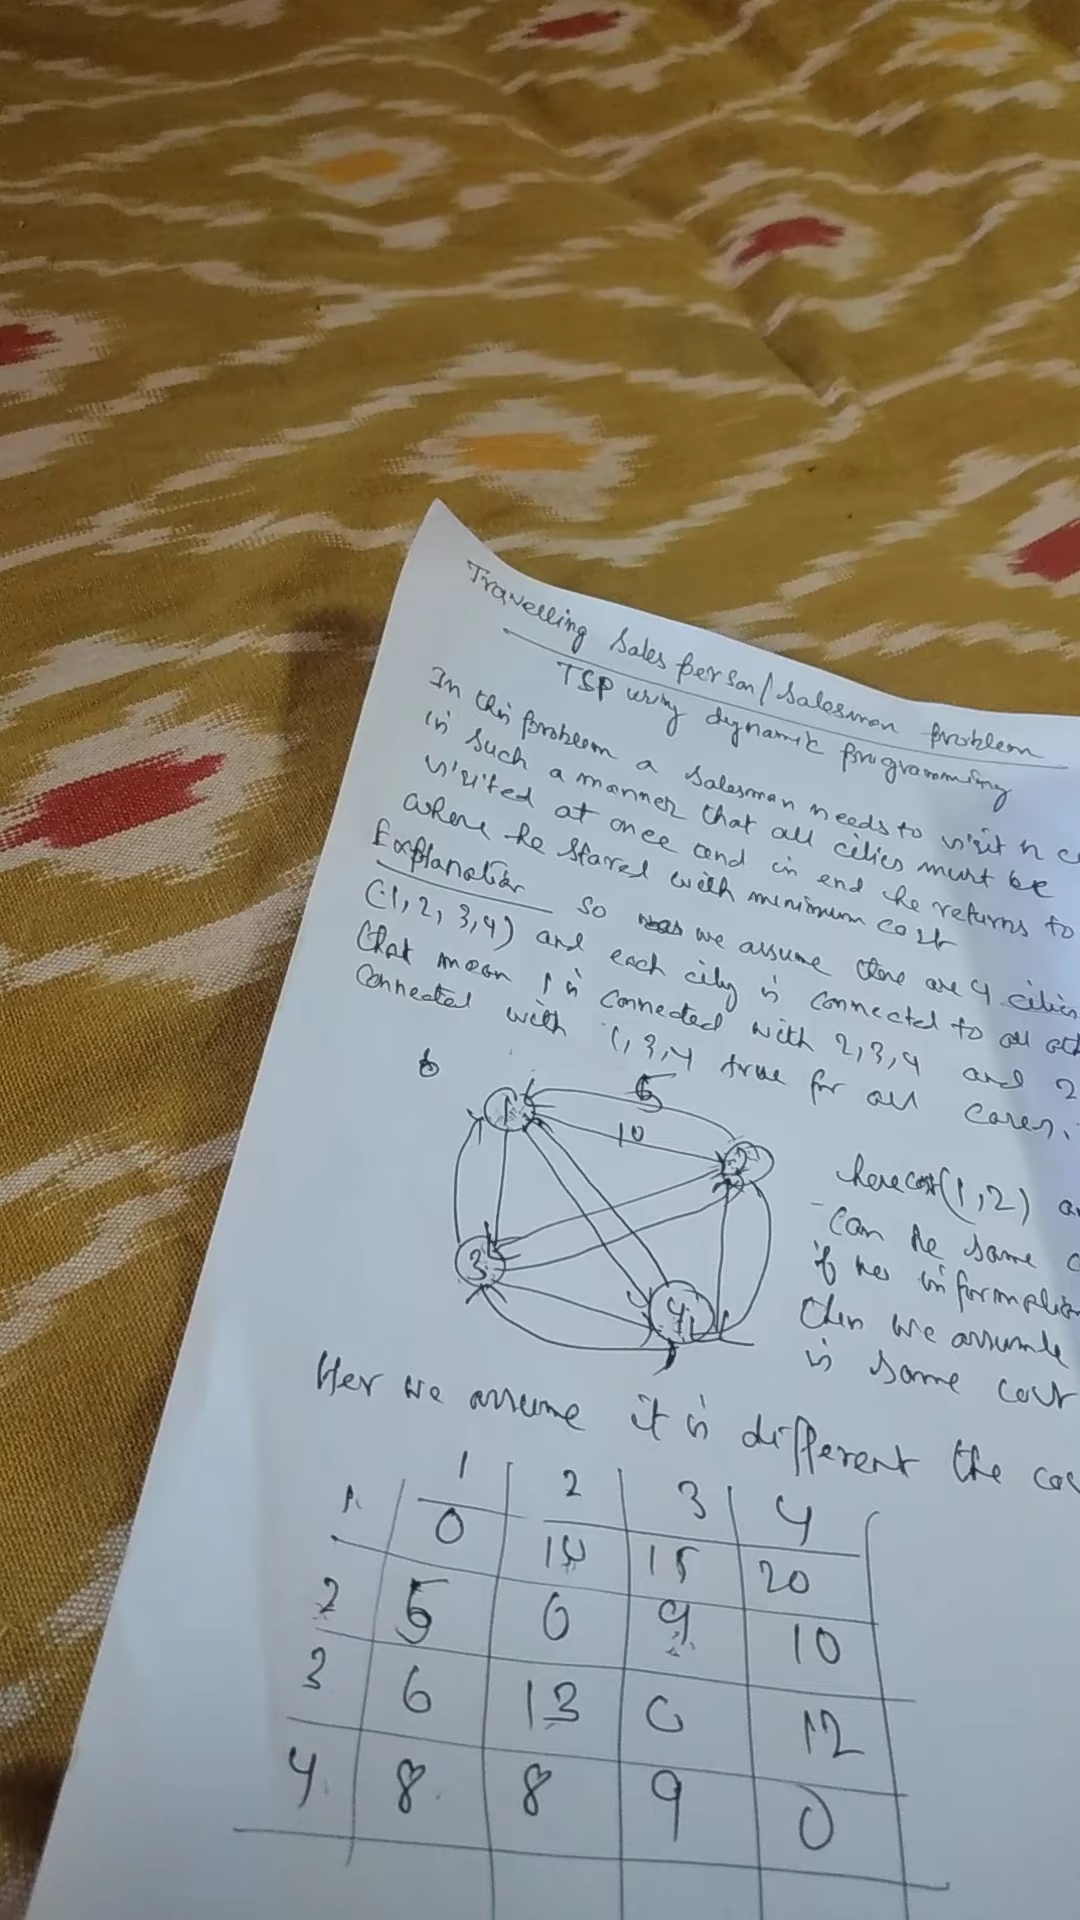 Travelling Sales person/Salesman problem
TSP using dynamic programming
In this problem a salesman needs to visit n
in such a manner that all cities must be
visited at once and in end he returns to
where he stared with minimum cost
Explanation so we assume there are 4 cities
(1, 2, 3, 4) and each city is connected to all
that mean 1 is connected with 2, 3, 4 and 2
connected with 1, 3, 4 true for all cases.
6
5
10
1
2
3
4
here cost (1, 2)
can be same
if no information
then we assume
is same cost
Her we assume it is different the
1 2 3 4
1 0 10 15 20
2 5 0 9 10
3 6 13 0 12
4 8 8 9 0